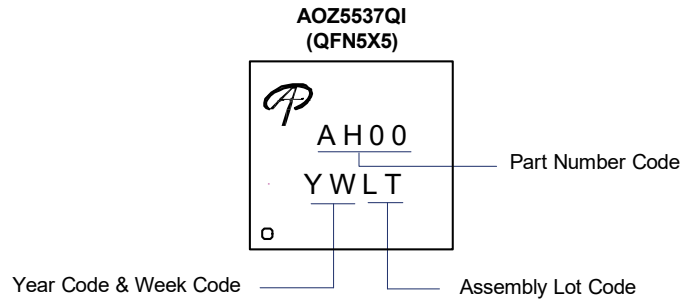 AOZ5537QI
(QFN5X5)
AH00
Part Number Code
YWLT
Year Code & Week Code
Assembly Lot Code